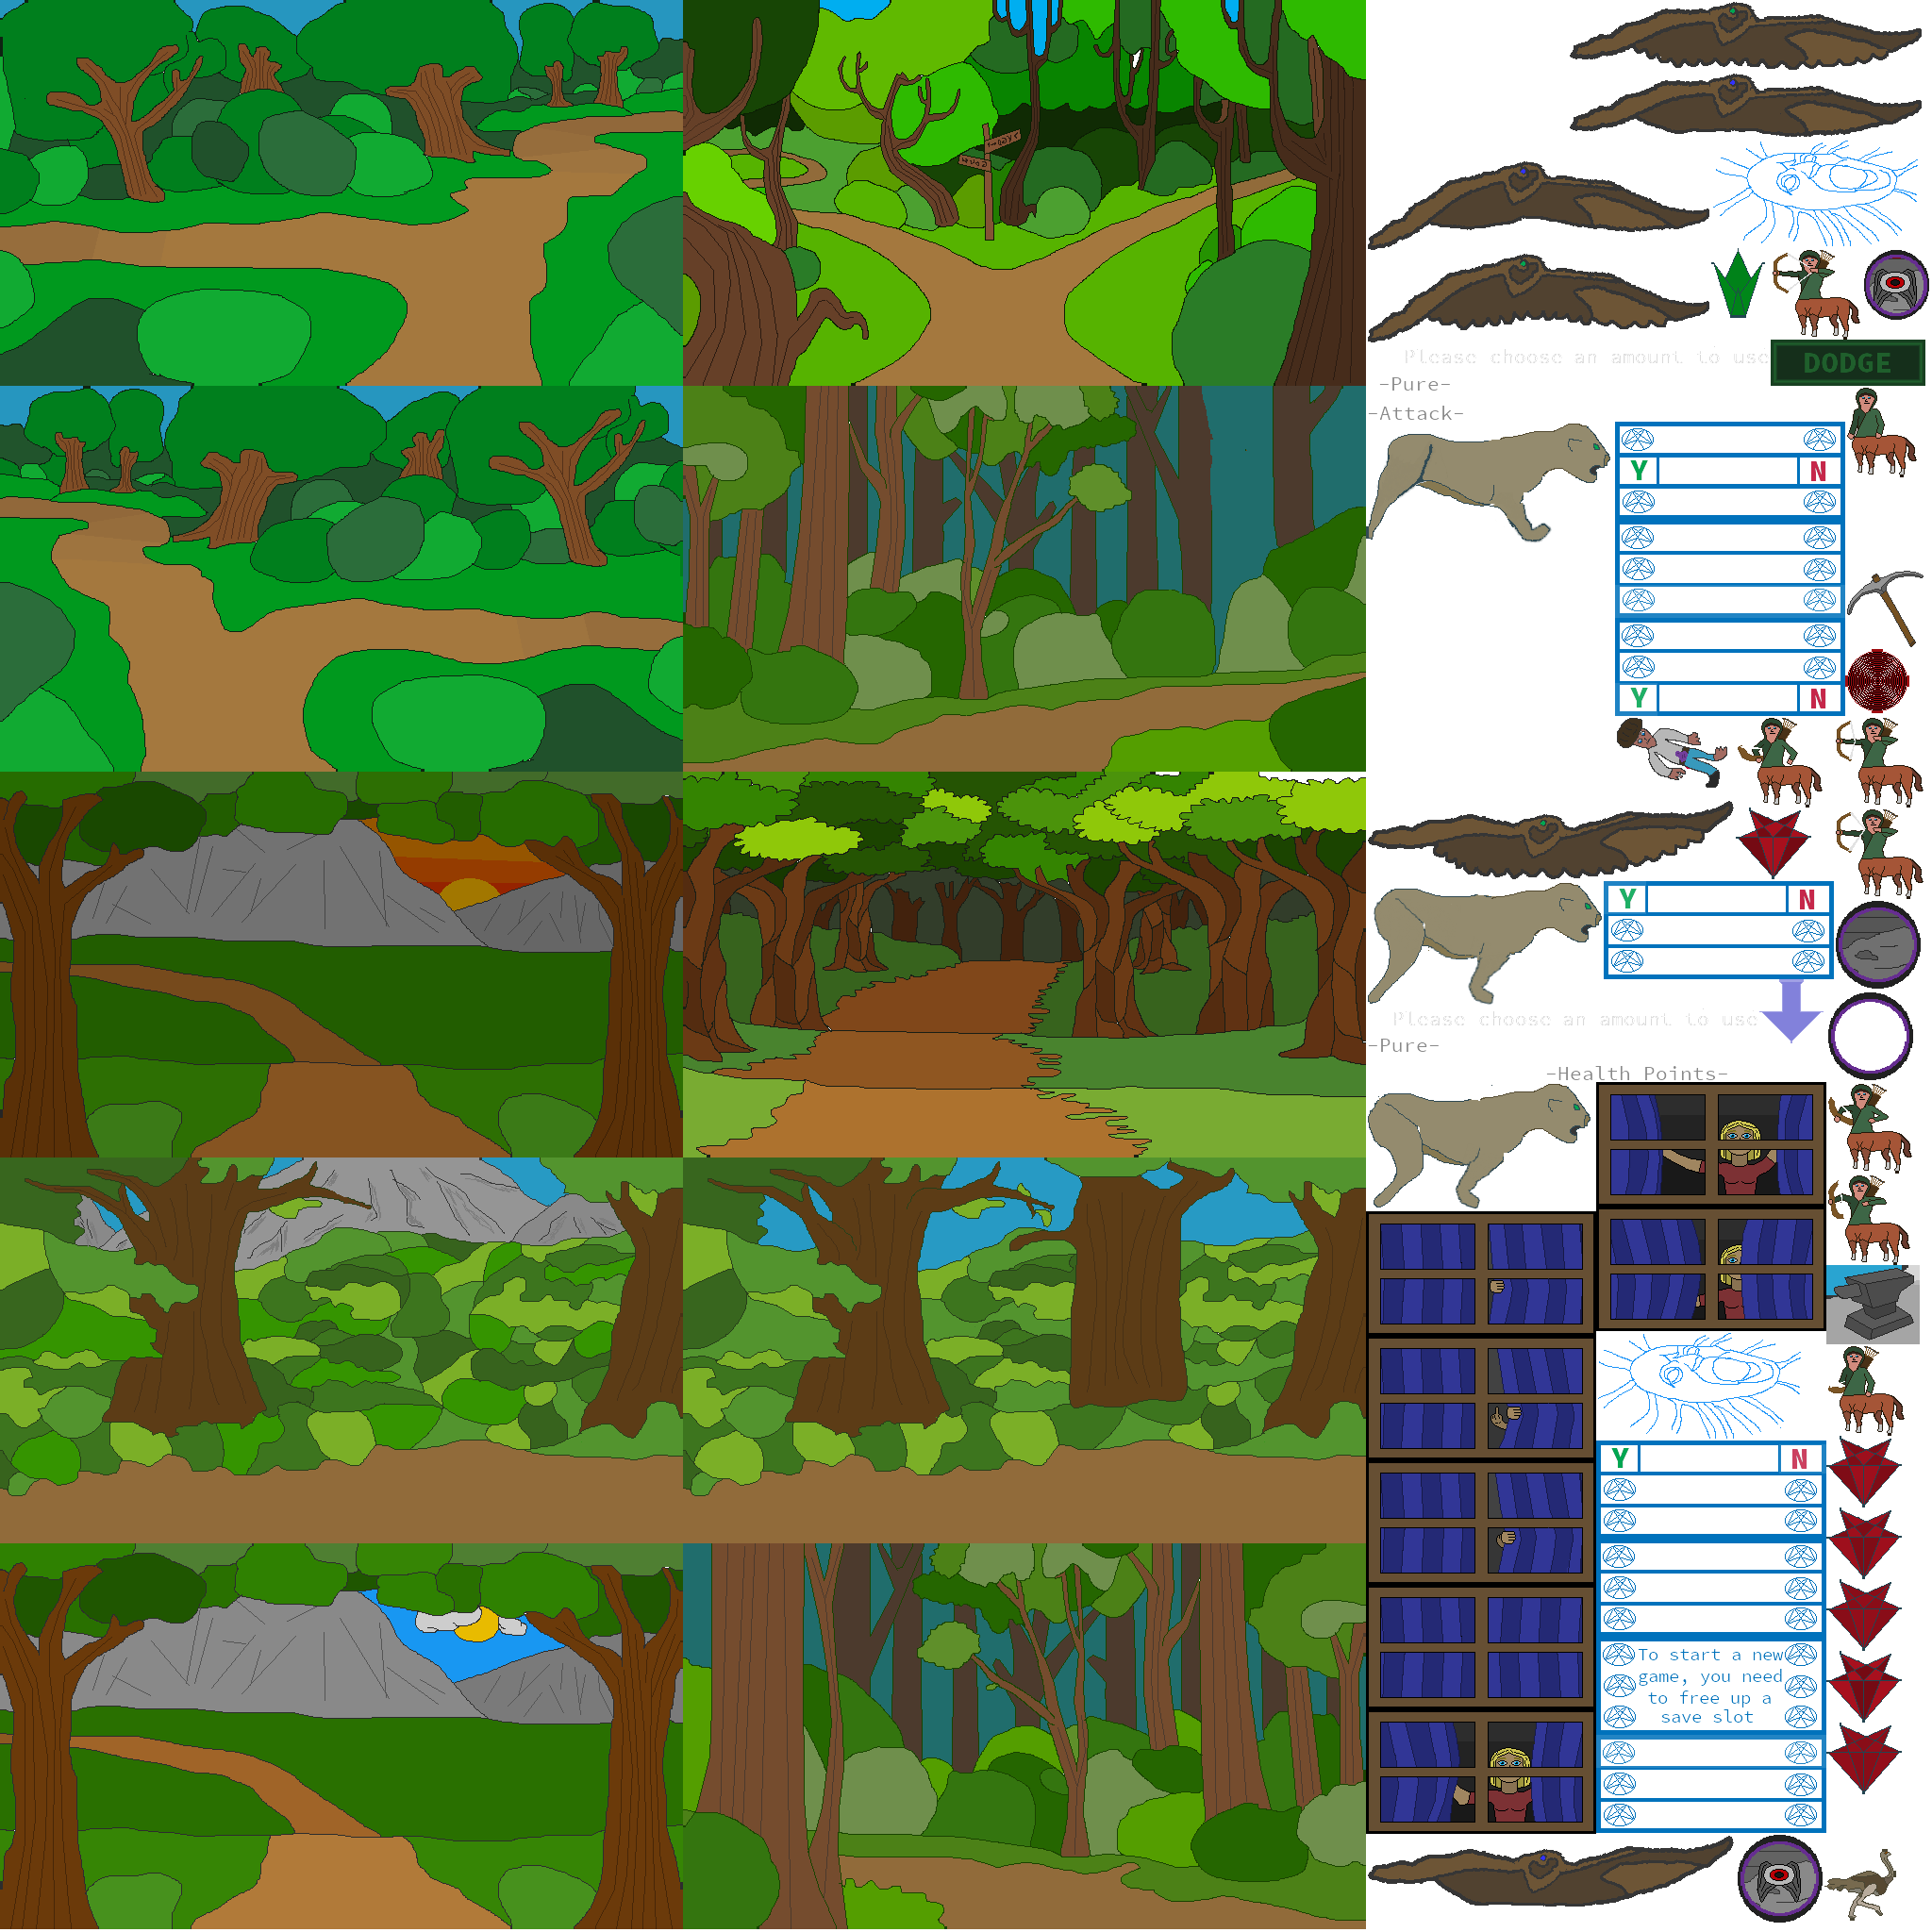 Please choose an amount to use
DODGE
-Pure-
-Attack-
Y N
Y N
Y N
Please choose an amount to use
-Pure-
-Health Points-
Y N
To start a new
game, you need
to free up a
save slot